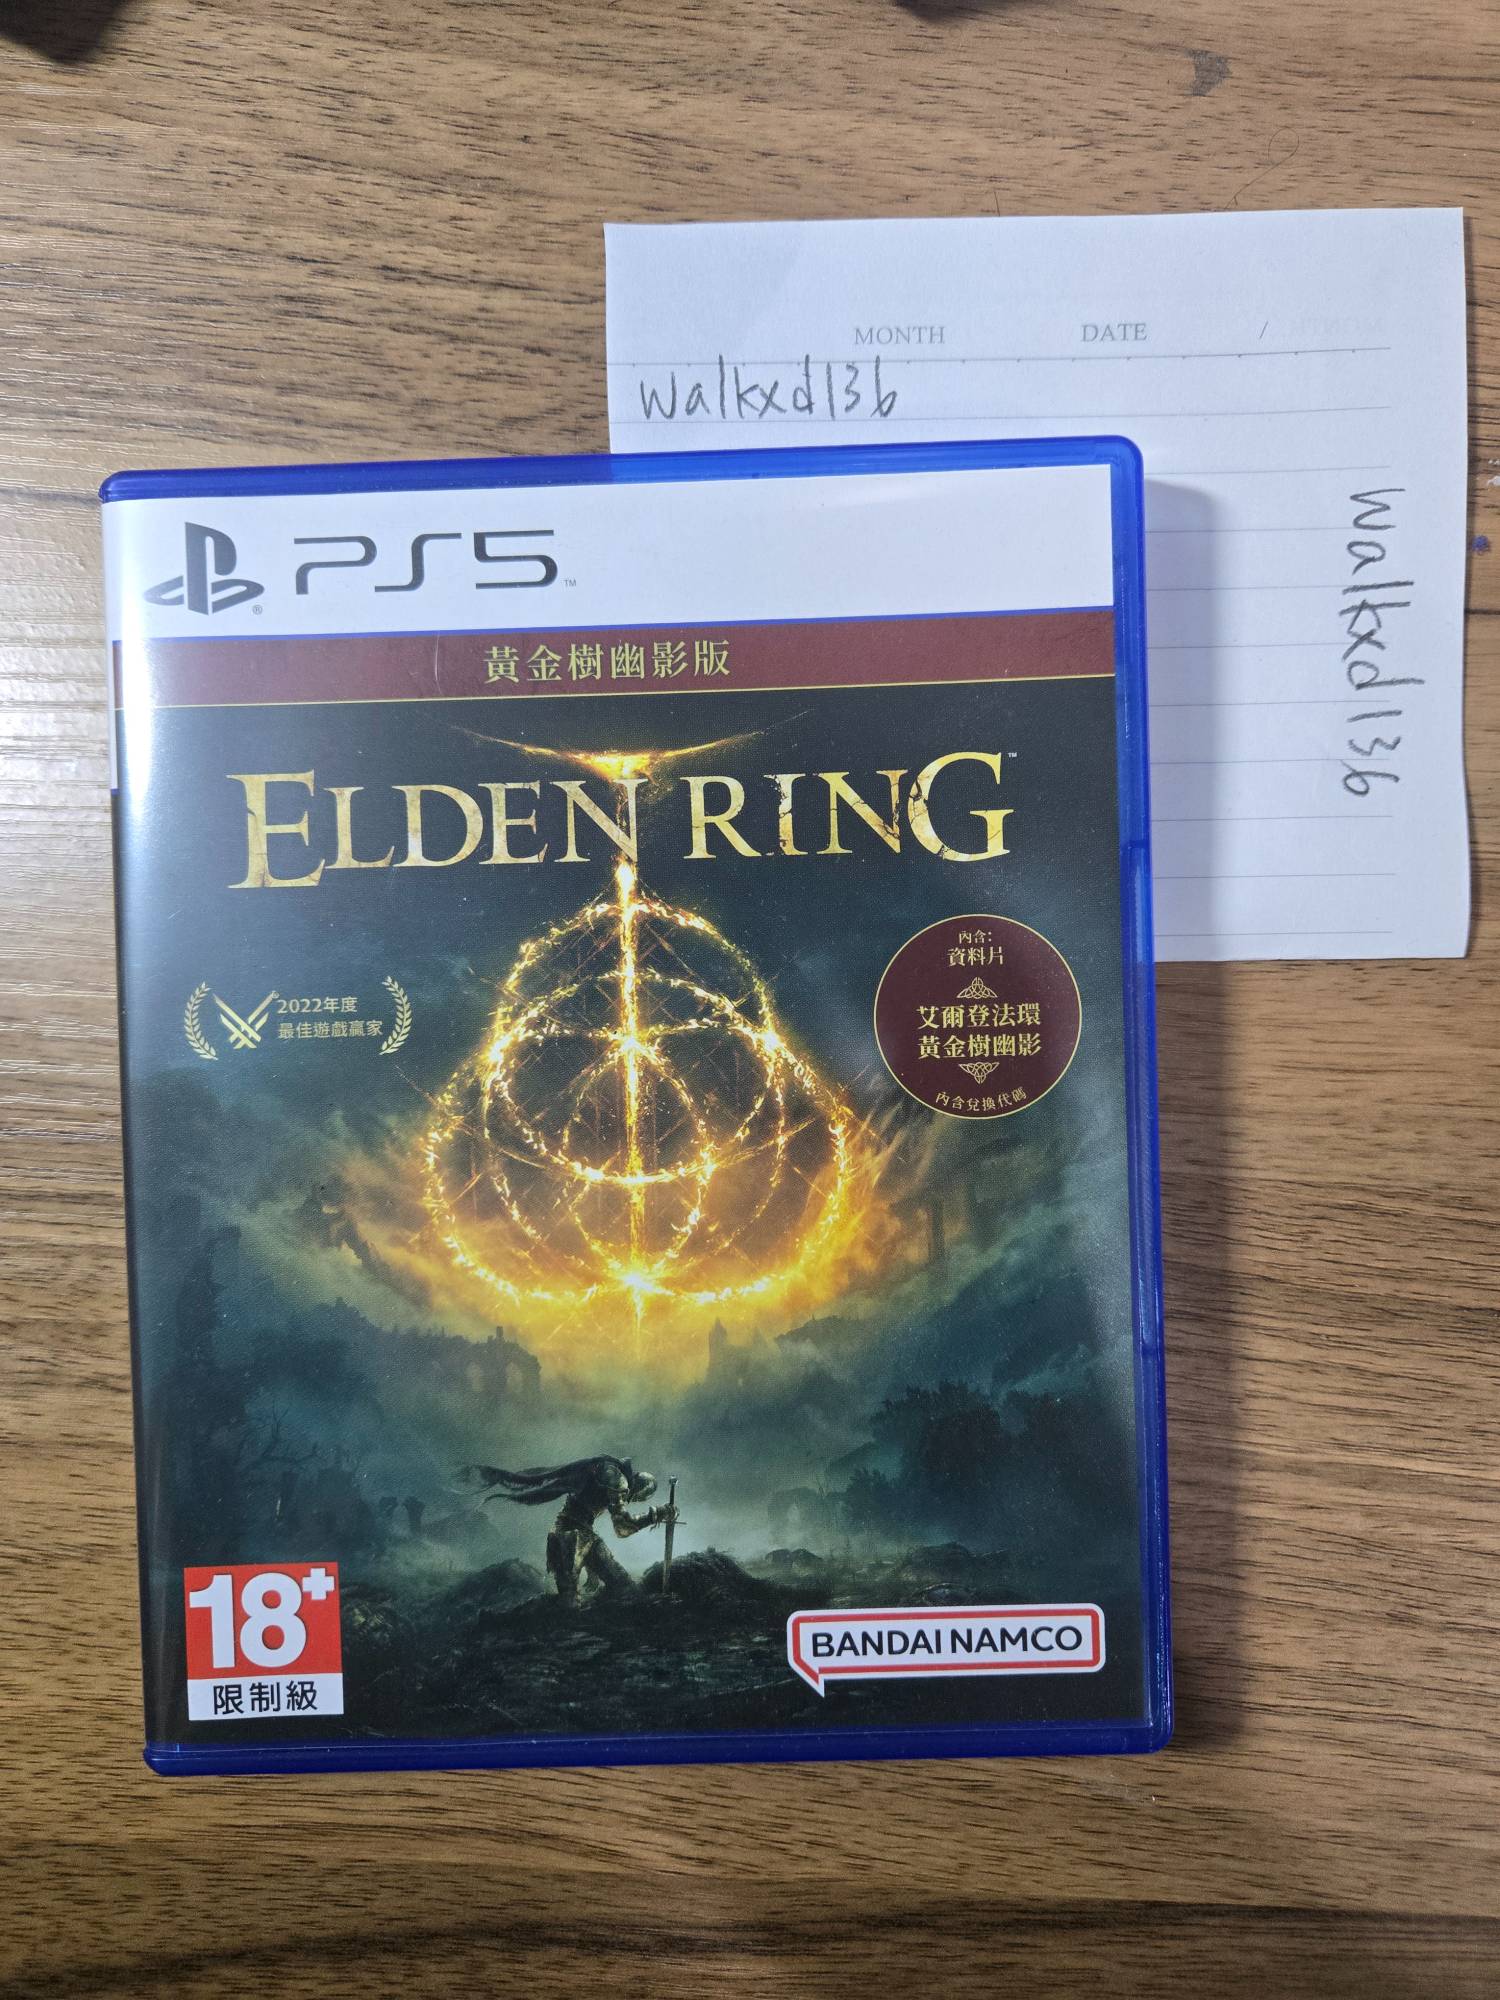 MONTH DATE /
walkxd136
walkxd136
PS5™
黃金樹幽影版
ELDEN RING™
2022年度
最佳遊戲贏家
內含:
資料片
艾爾登法環
黃金樹幽影
內含兌換代碼
18+
限制級
BANDAI NAMCO